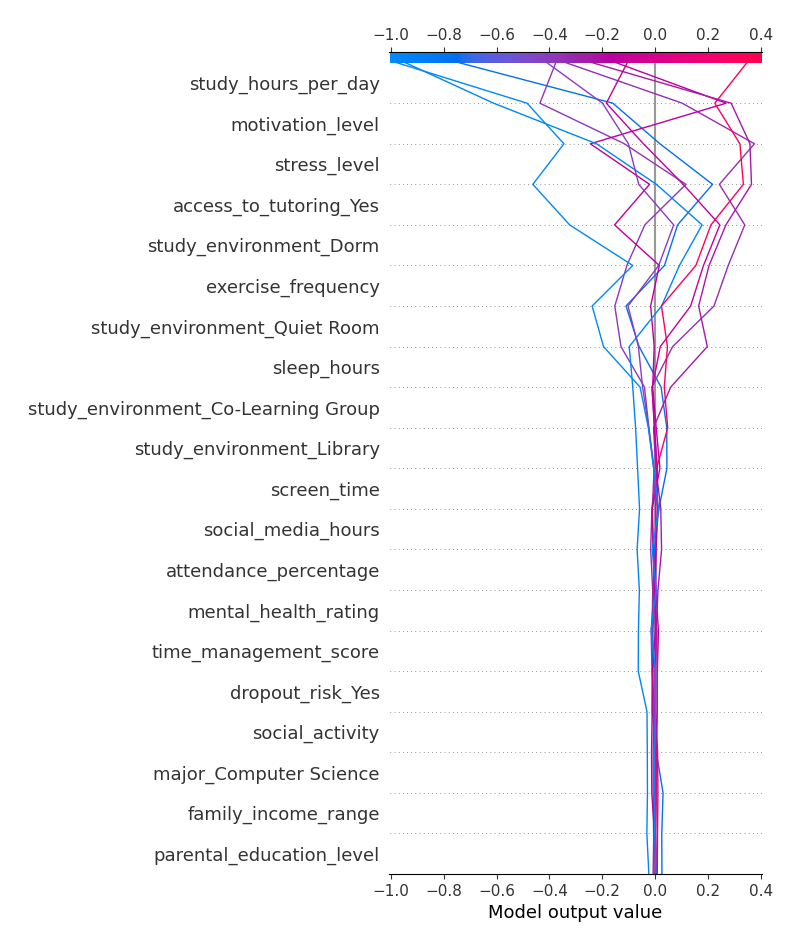 −1.0 −0.8 −0.6 −0.4 −0.2 0.0 0.2 0.4
study_hours_per_day
motivation_level
stress_level
access_to_tutoring_Yes
study_environment_Dorm
exercise_frequency
study_environment_Quiet Room
sleep_hours
study_environment_Co-Learning Group
study_environment_Library
screen_time
social_media_hours
attendance_percentage
mental_health_rating
time_management_score
dropout_risk_Yes
social_activity
major_Computer Science
family_income_range
parental_education_level
−1.0 −0.8 −0.6 −0.4 −0.2 0.0 0.2 0.4
Model output value